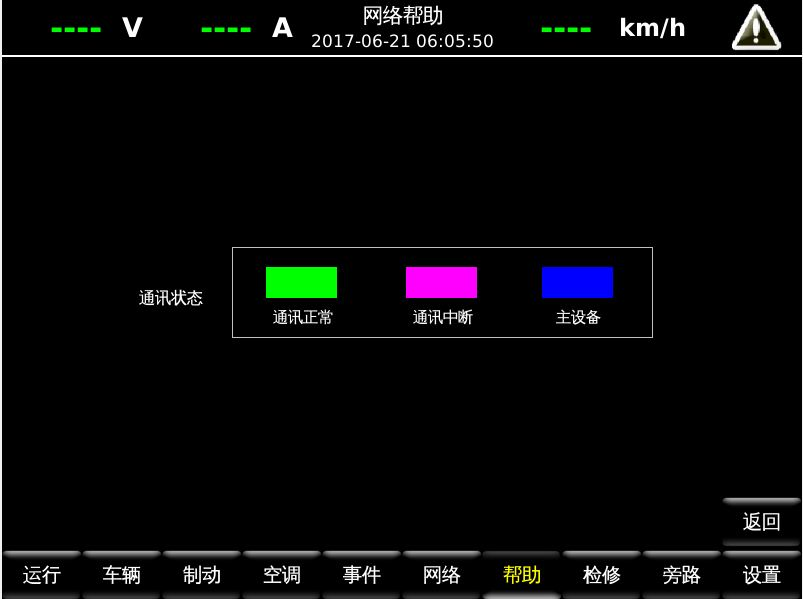 ---- V ---- A 网络帮助 ---- km/h
2017-06-21 06:05:50
通讯状态
通讯正常 通讯中断 主设备
返回
运行 车辆 制动 空调 事件 网络 帮助 检修 旁路 设置